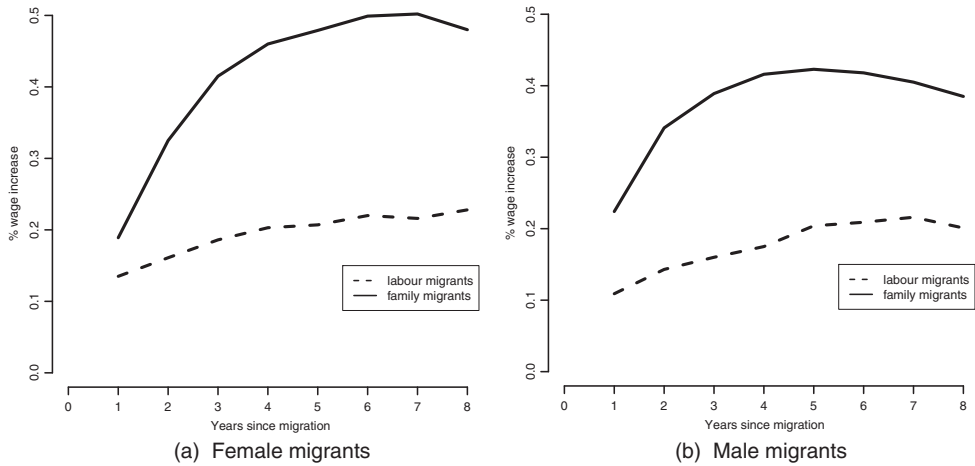 0.5
0.4
0.3
0.2
0.1
0.0
% wage increase
labour migrants
family migrants
0 1 2 3 4 5 6 7 8
Years since migration
(a) Female migrants
0.5
0.4
0.3
0.2
0.1
0.0
% wage increase
labour migrants
family migrants
0 1 2 3 4 5 6 7 8
Years since migration
(b) Male migrants